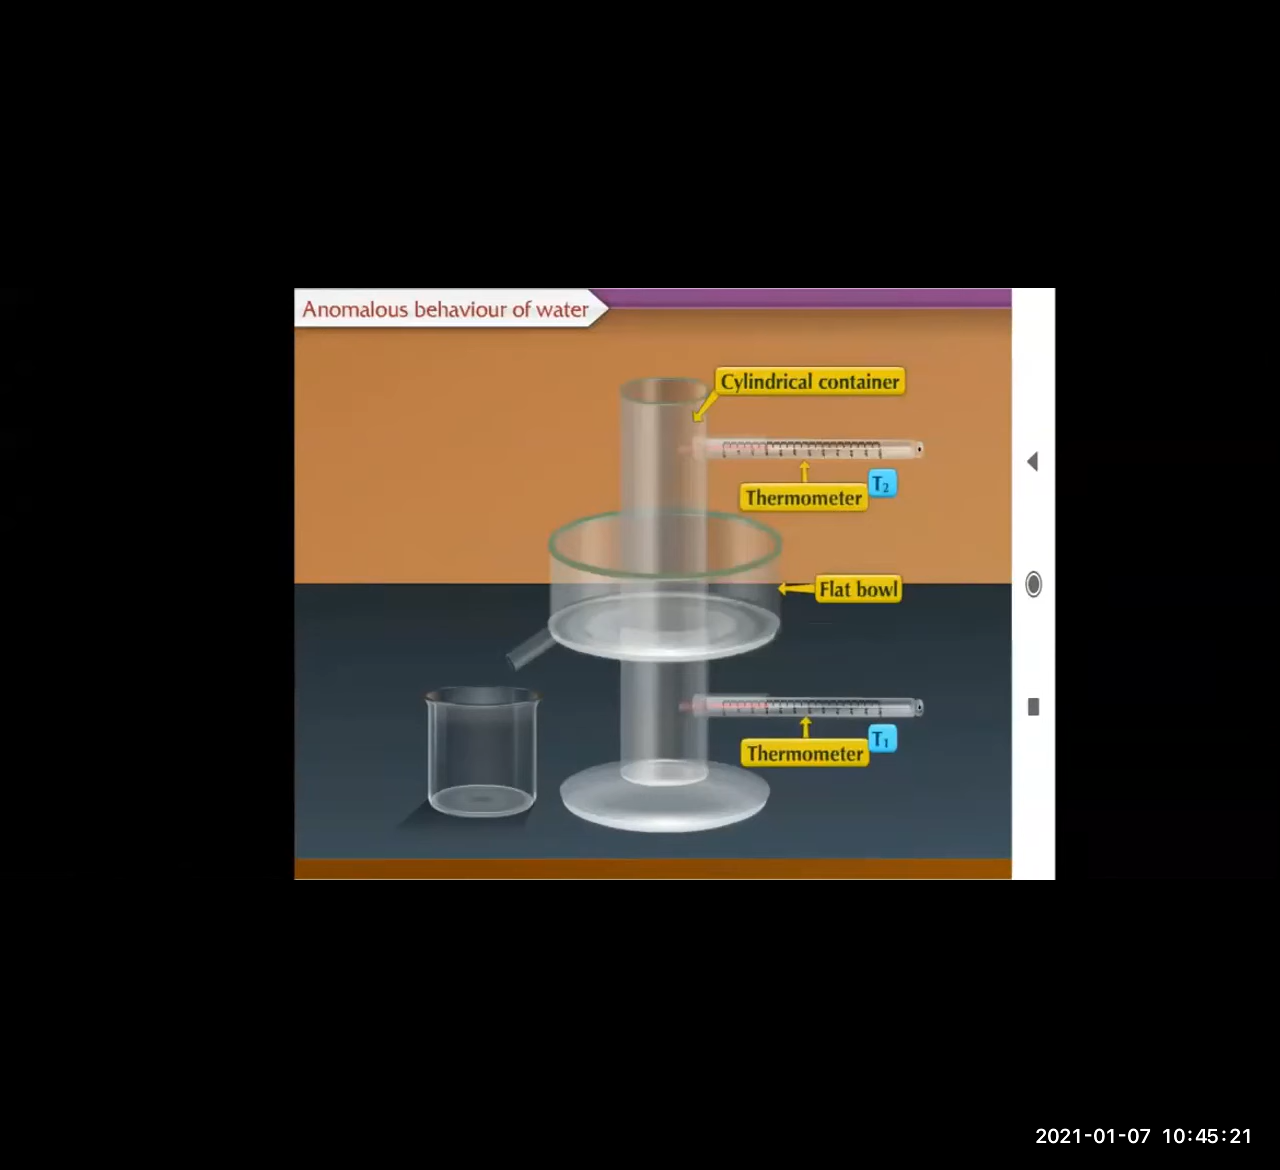 Anomalous behaviour of water
Cylindrical container
Thermometer T₂
Flat bowl
Thermometer T₁
2021-01-07 10:45:21